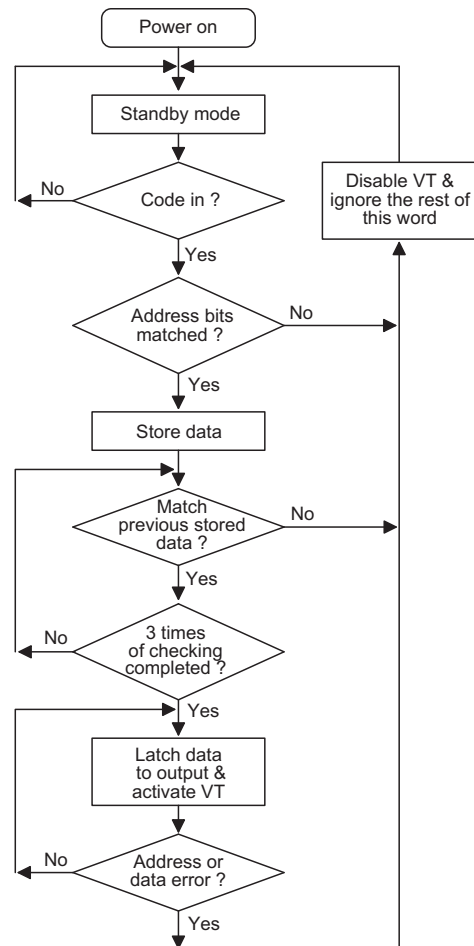 Power on
Standby mode
Code in ?
No
Yes
Disable VT &
ignore the rest of
this word
Address bits
matched ?
No
Yes
Store data
Match
previous stored
data ?
No
Yes
3 times
of checking
completed ?
No
Yes
Latch data
to output &
activate VT
Address or
data error ?
No
Yes